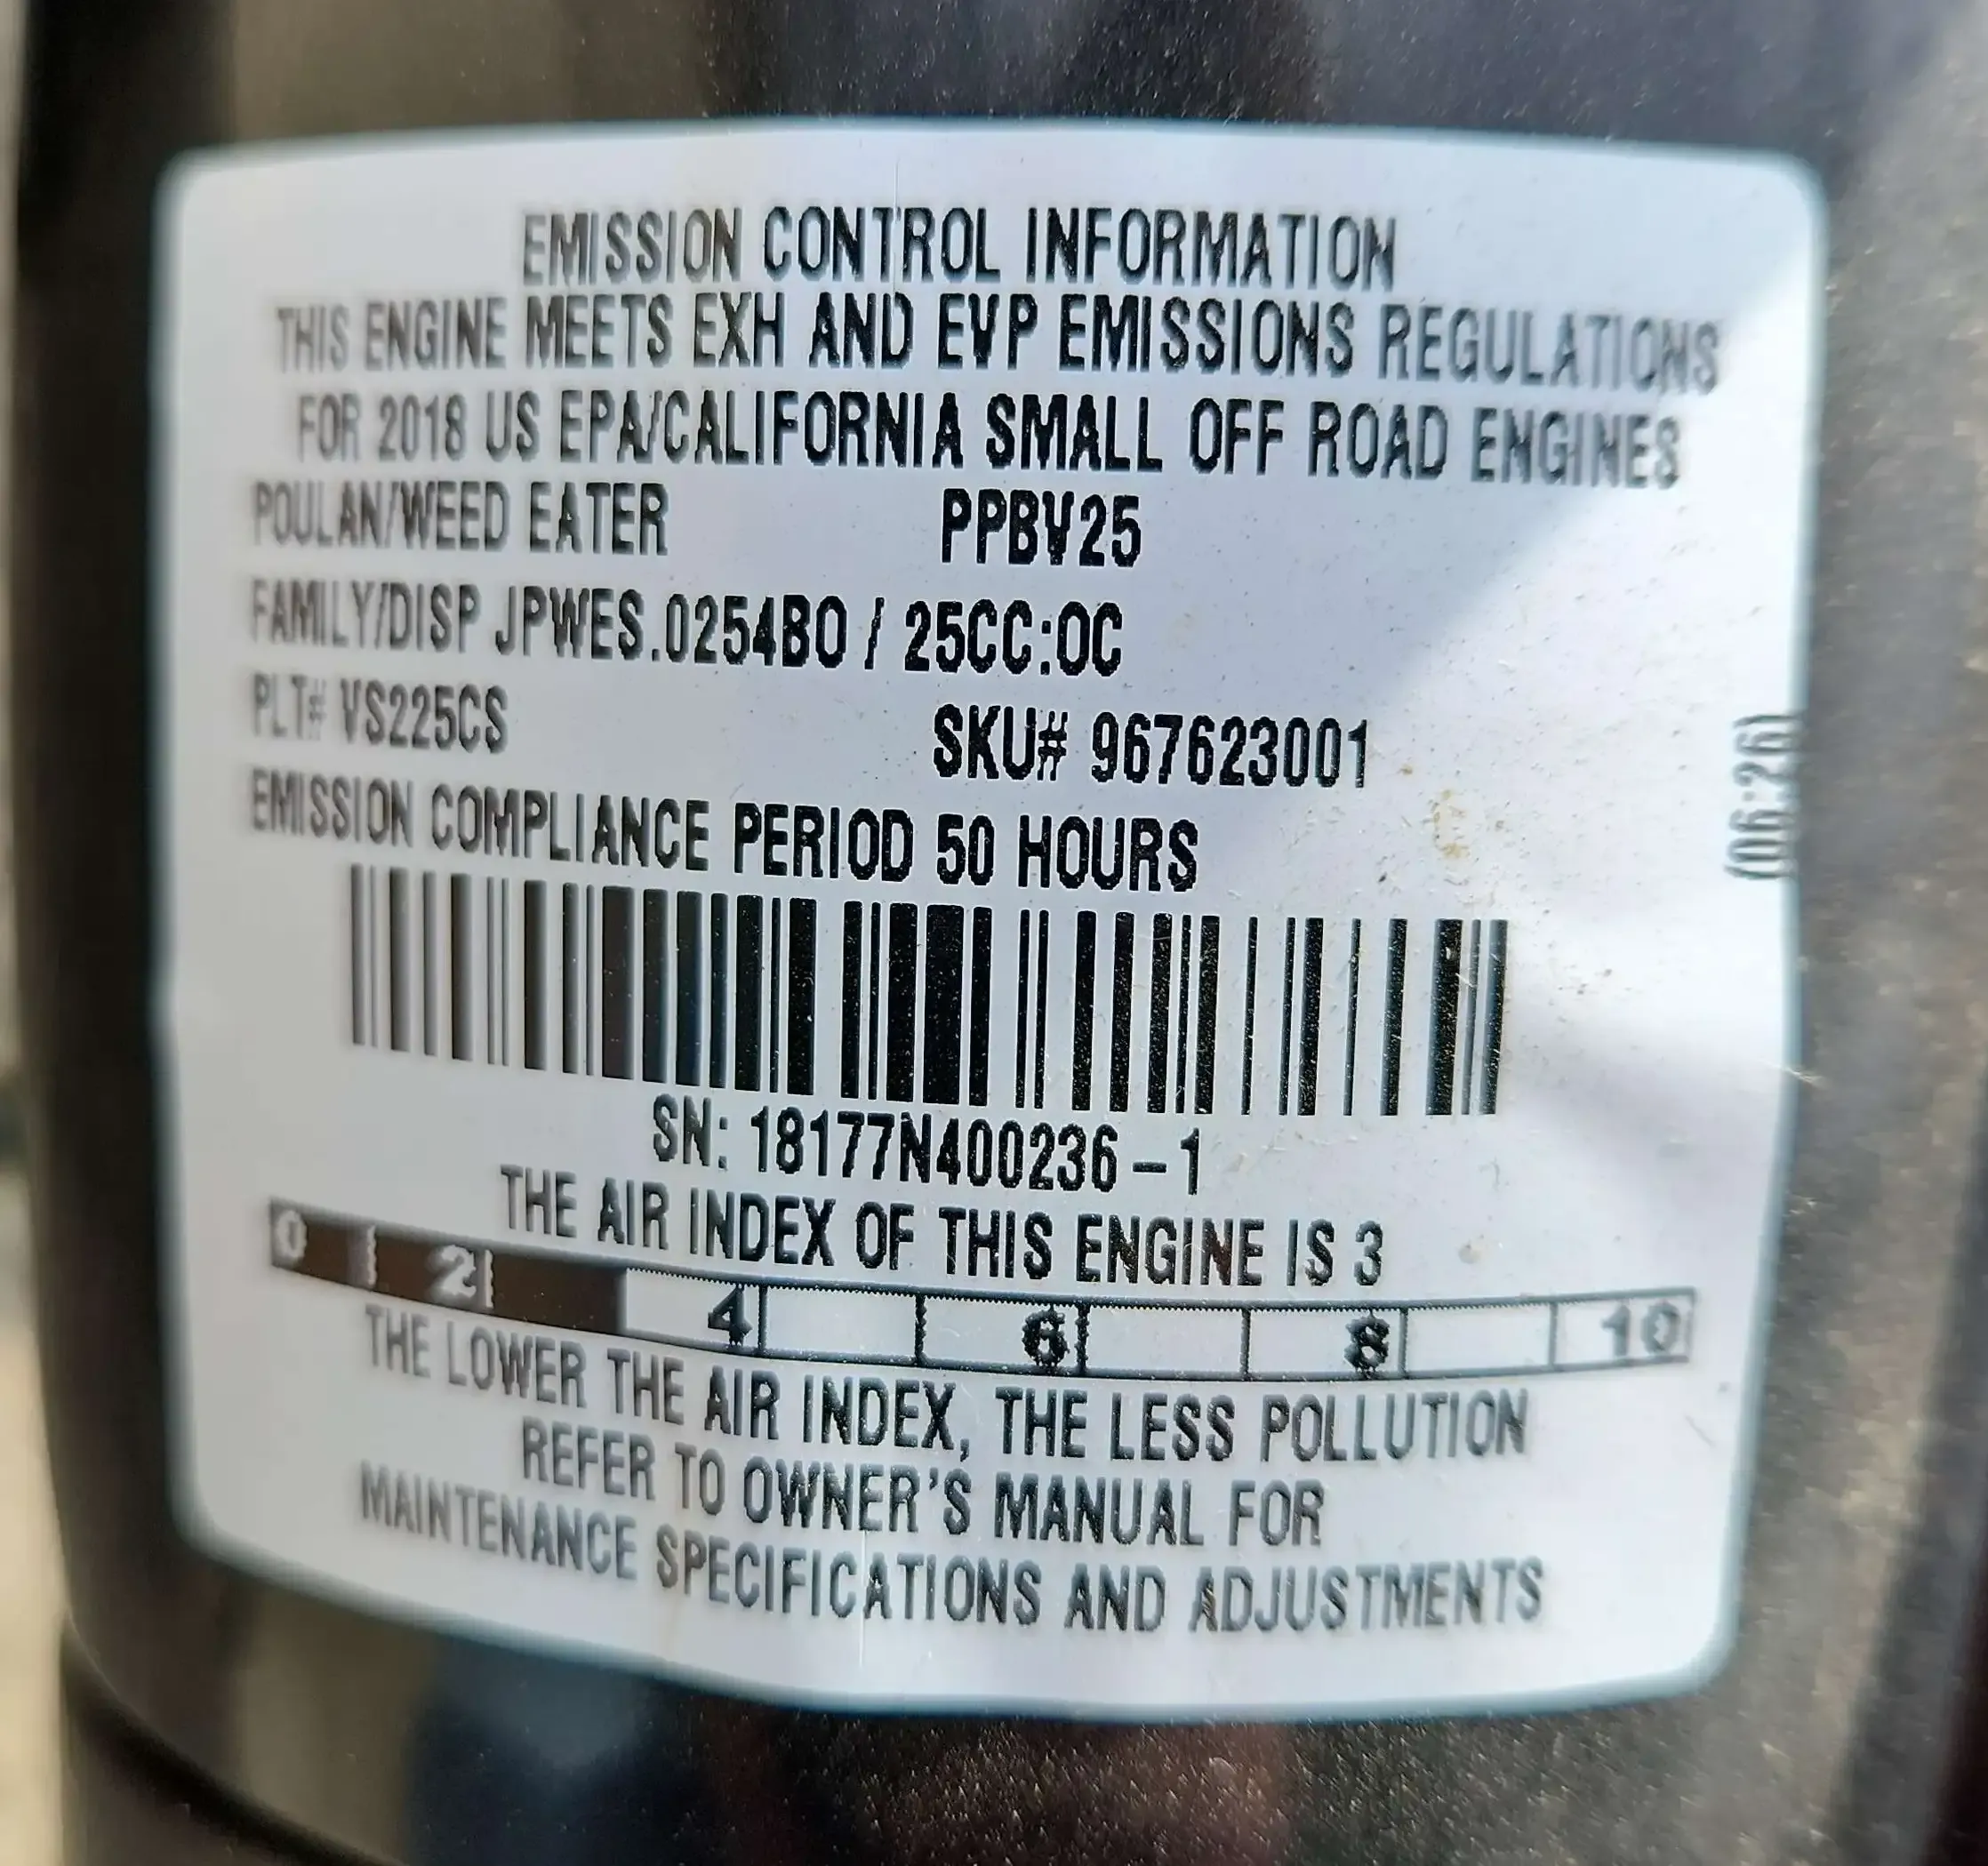 EMISSION CONTROL INFORMATION
THIS ENGINE MEETS EXH AND EVP EMISSIONS REGULATIONS
FOR 2018 US EPA/CALIFORNIA SMALL OFF ROAD ENGINES
POULAN/WEED EATER PPBV25
FAMILY/DISP JPWES.0254BO / 25CC:OC
PLT# VS225CS SKU# 967623001
(06:26)
EMISSION COMPLIANCE PERIOD 50 HOURS
SN: 18177N400236-1
THE AIR INDEX OF THIS ENGINE IS 3
0 2 4 6 8 10
THE LOWER THE AIR INDEX, THE LESS POLLUTION
REFER TO OWNER'S MANUAL FOR
MAINTENANCE SPECIFICATIONS AND ADJUSTMENTS